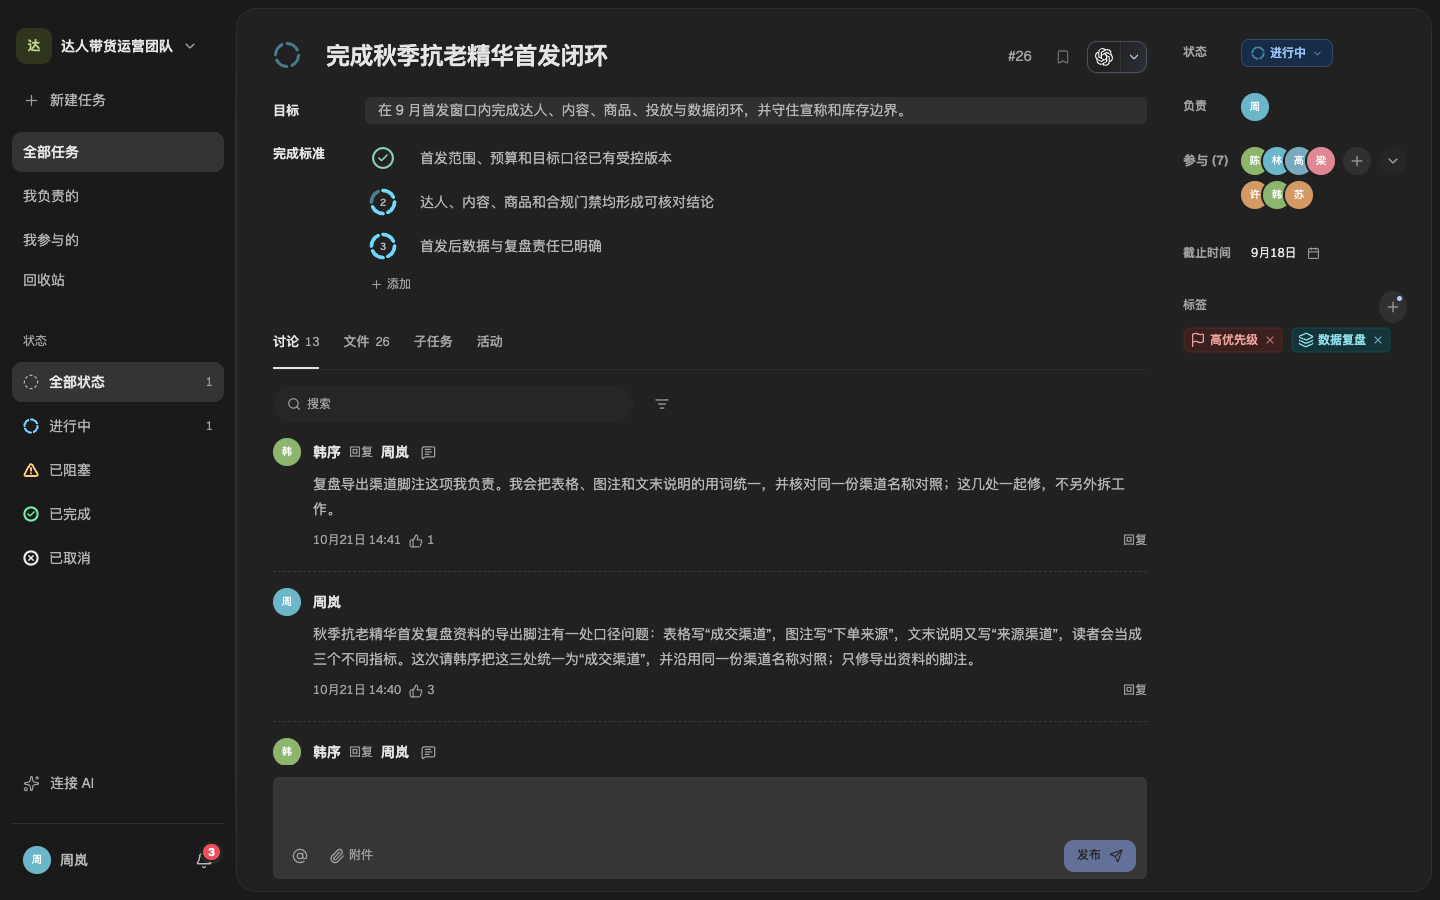 达 达人带货运营团队
新建任务
全部任务
我负责的
我参与的
回收站
状态
全部状态 1
进行中 1
已阻塞
已完成
已取消
连接 AI
周 周岚 3
完成秋季抗老精华首发闭环 #26
目标 在 9 月首发窗口内完成达人、内容、商品、投放与数据闭环，并守住宣称和库存边界。
完成标准 首发范围、预算和目标口径已有受控版本
2 达人、内容、商品和合规门禁均形成可核对结论
3 首发后数据与复盘责任已明确
添加
讨论 13 文件 26 子任务 活动
搜索
韩 韩序 回复 周岚
复盘导出渠道脚注这项我负责。我会把表格、图注和文末说明的用词统一，并核对同一份渠道名称对照；这几处一起修，不另外拆工
作。
10月21日 14:41 1 回复
周 周岚
秋季抗老精华首发复盘资料的导出脚注有一处口径问题：表格写“成交渠道”，图注写“下单来源”，文末说明又写“来源渠道”，读者会当成
三个不同指标。这次请韩序把这三处统一为“成交渠道”，并沿用同一份渠道名称对照；只修导出资料的脚注。
10月21日 14:40 3 回复
韩 韩序 回复 周岚
附件 发布
状态 进行中
负责 周
参与 (7) 陈 林 高 梁
许 韩 苏
截止时间 9月18日
标签
高优先级 数据复盘